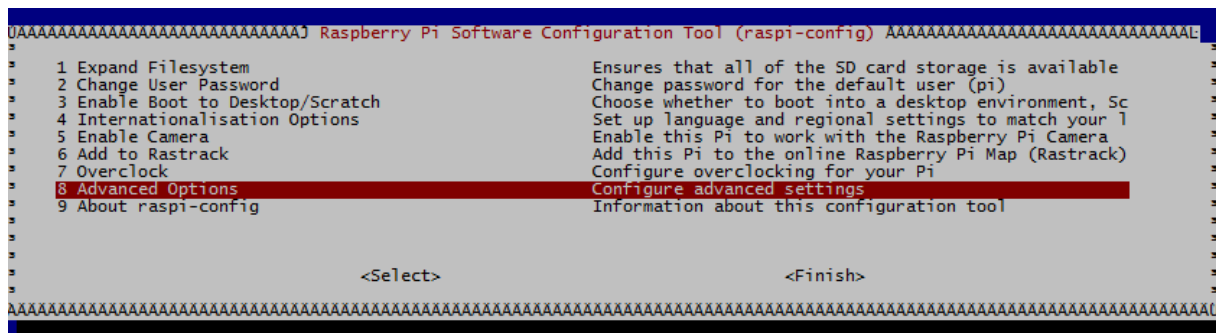 Raspberry Pi Software Configuration Tool (raspi-config)
1 Expand Filesystem Ensures that all of the SD card storage is available
2 Change User Password Change password for the default user (pi)
3 Enable Boot to Desktop/Scratch Choose whether to boot into a desktop environment, Sc
4 Internationalisation Options Set up language and regional settings to match your l
5 Enable Camera Enable this Pi to work with the Raspberry Pi Camera
6 Add to Rastrack Add this Pi to the online Raspberry Pi Map (Rastrack)
7 Overclock Configure overclocking for your Pi
8 Advanced Options Configure advanced settings
9 About raspi-config Information about this configuration tool
<Select> <Finish>